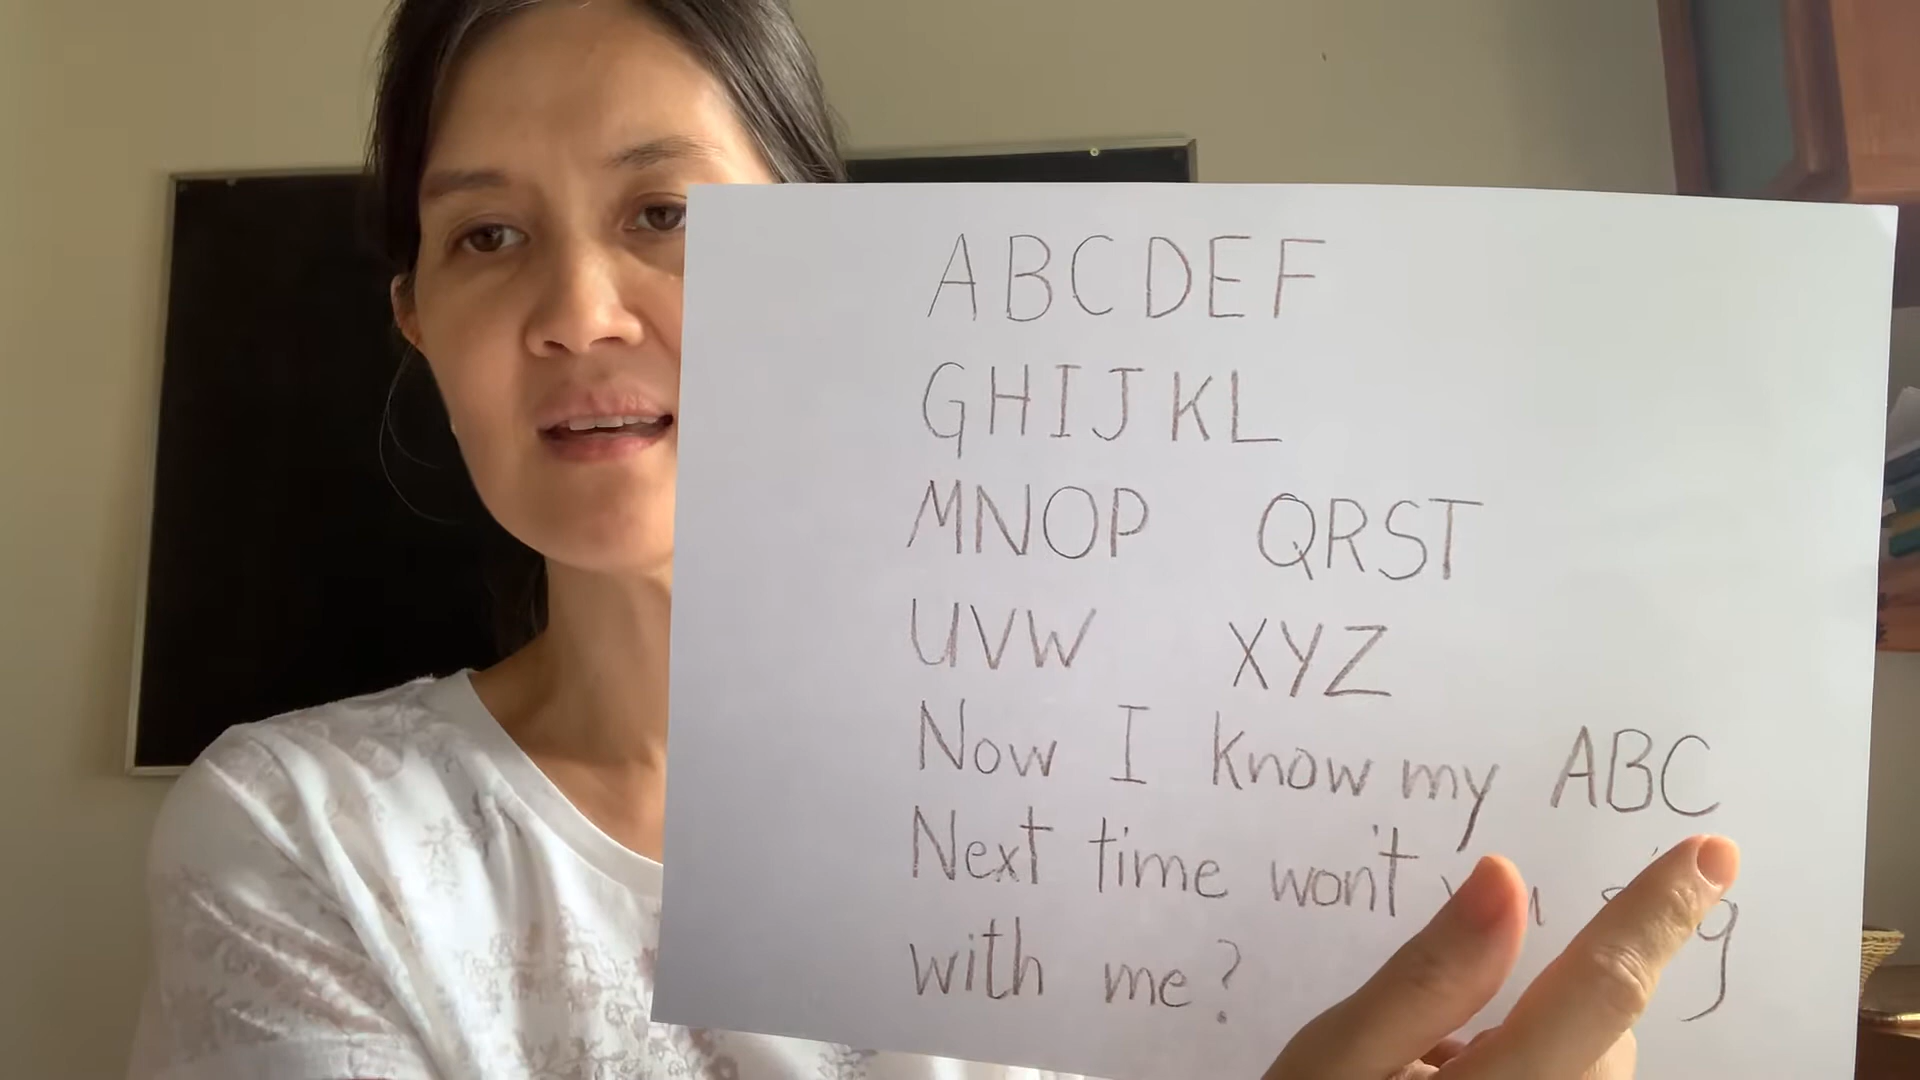 ABCDEF
GHIJKL
MNOP QRST
UVW XYZ
Now I know my ABC
Next time won't
with me?